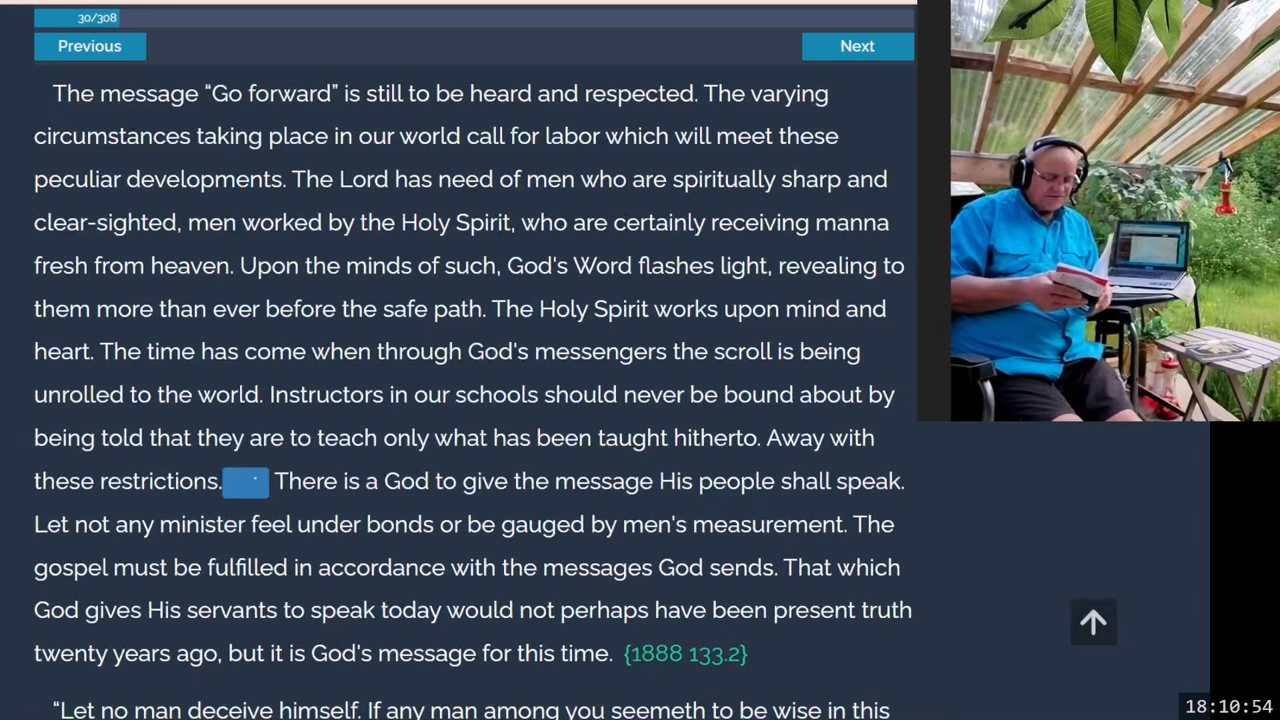 30/308
Previous
Next
The message “Go forward” is still to be heard and respected. The varying
circumstances taking place in our world call for labor which will meet these
peculiar developments. The Lord has need of men who are spiritually sharp and
clear-sighted, men worked by the Holy Spirit, who are certainly receiving manna
fresh from heaven. Upon the minds of such, God's Word flashes light, revealing to
them more than ever before the safe path. The Holy Spirit works upon mind and
heart. The time has come when through God's messengers the scroll is being
unrolled to the world. Instructors in our schools should never be bound about by
being told that they are to teach only what has been taught hitherto. Away with
these restrictions. There is a God to give the message His people shall speak.
Let not any minister feel under bonds or be gauged by men's measurement. The
gospel must be fulfilled in accordance with the messages God sends. That which
God gives His servants to speak today would not perhaps have been present truth
twenty years ago, but it is God's message for this time. {1888 133.2}
“Let no man deceive himself. If any man among you seemeth to be wise in this
18:10:54